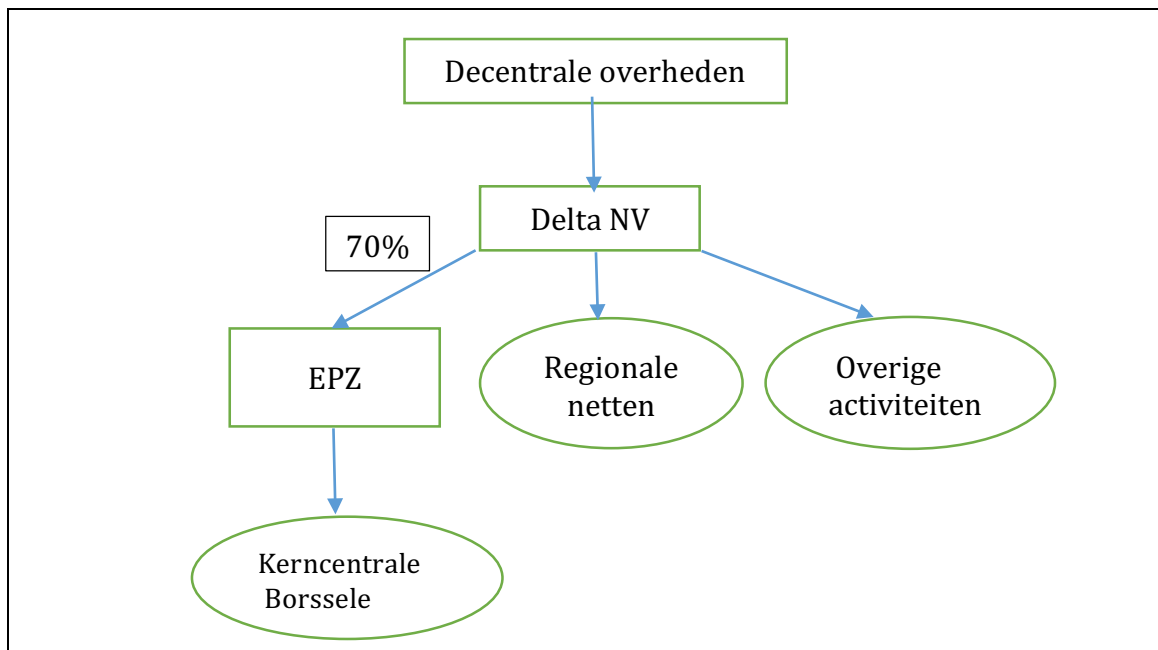 Decentrale overheden
Delta NV
70%
EPZ
Regionale
netten
Overige
activiteiten
Kerncentrale
Borssele